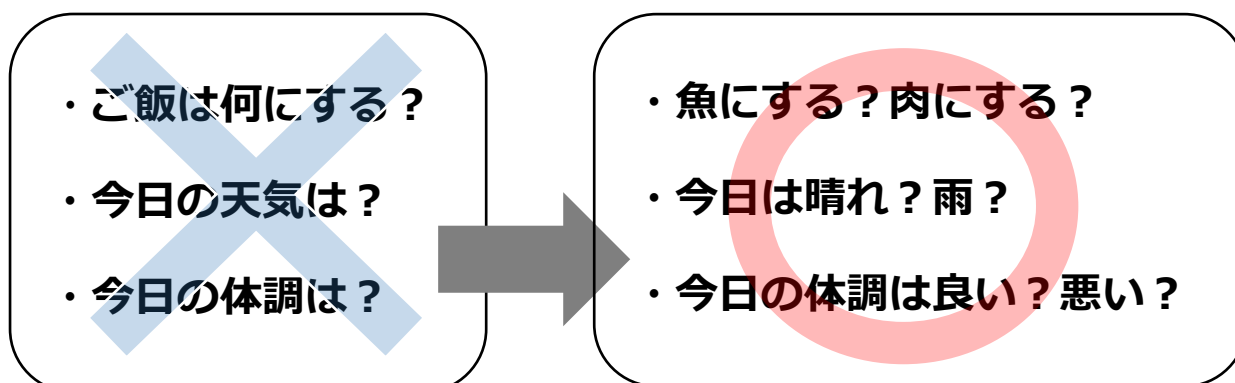 ・ご飯は何にする？
・今日の天気は？
・今日の体調は？
・魚にする？肉にする？
・今日は晴れ？雨？
・今日の体調は良い？悪い？